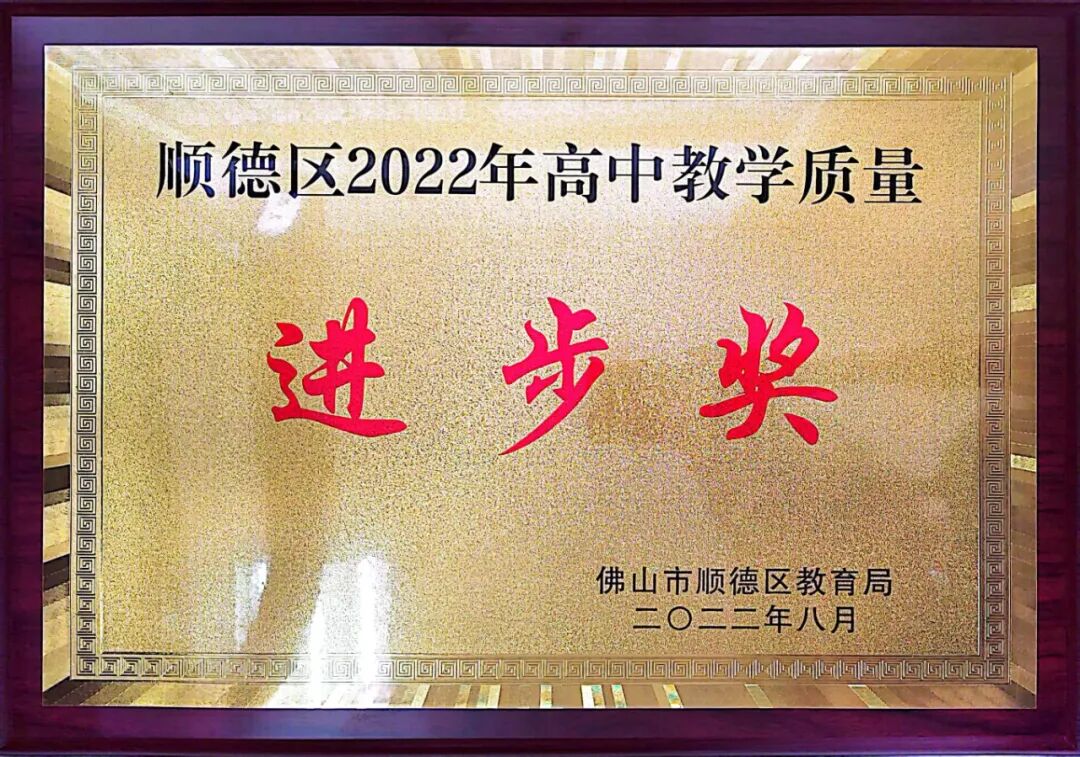 顺德区2022年高中教学质量
进步奖
佛山市顺德区教育局
二〇二二年八月